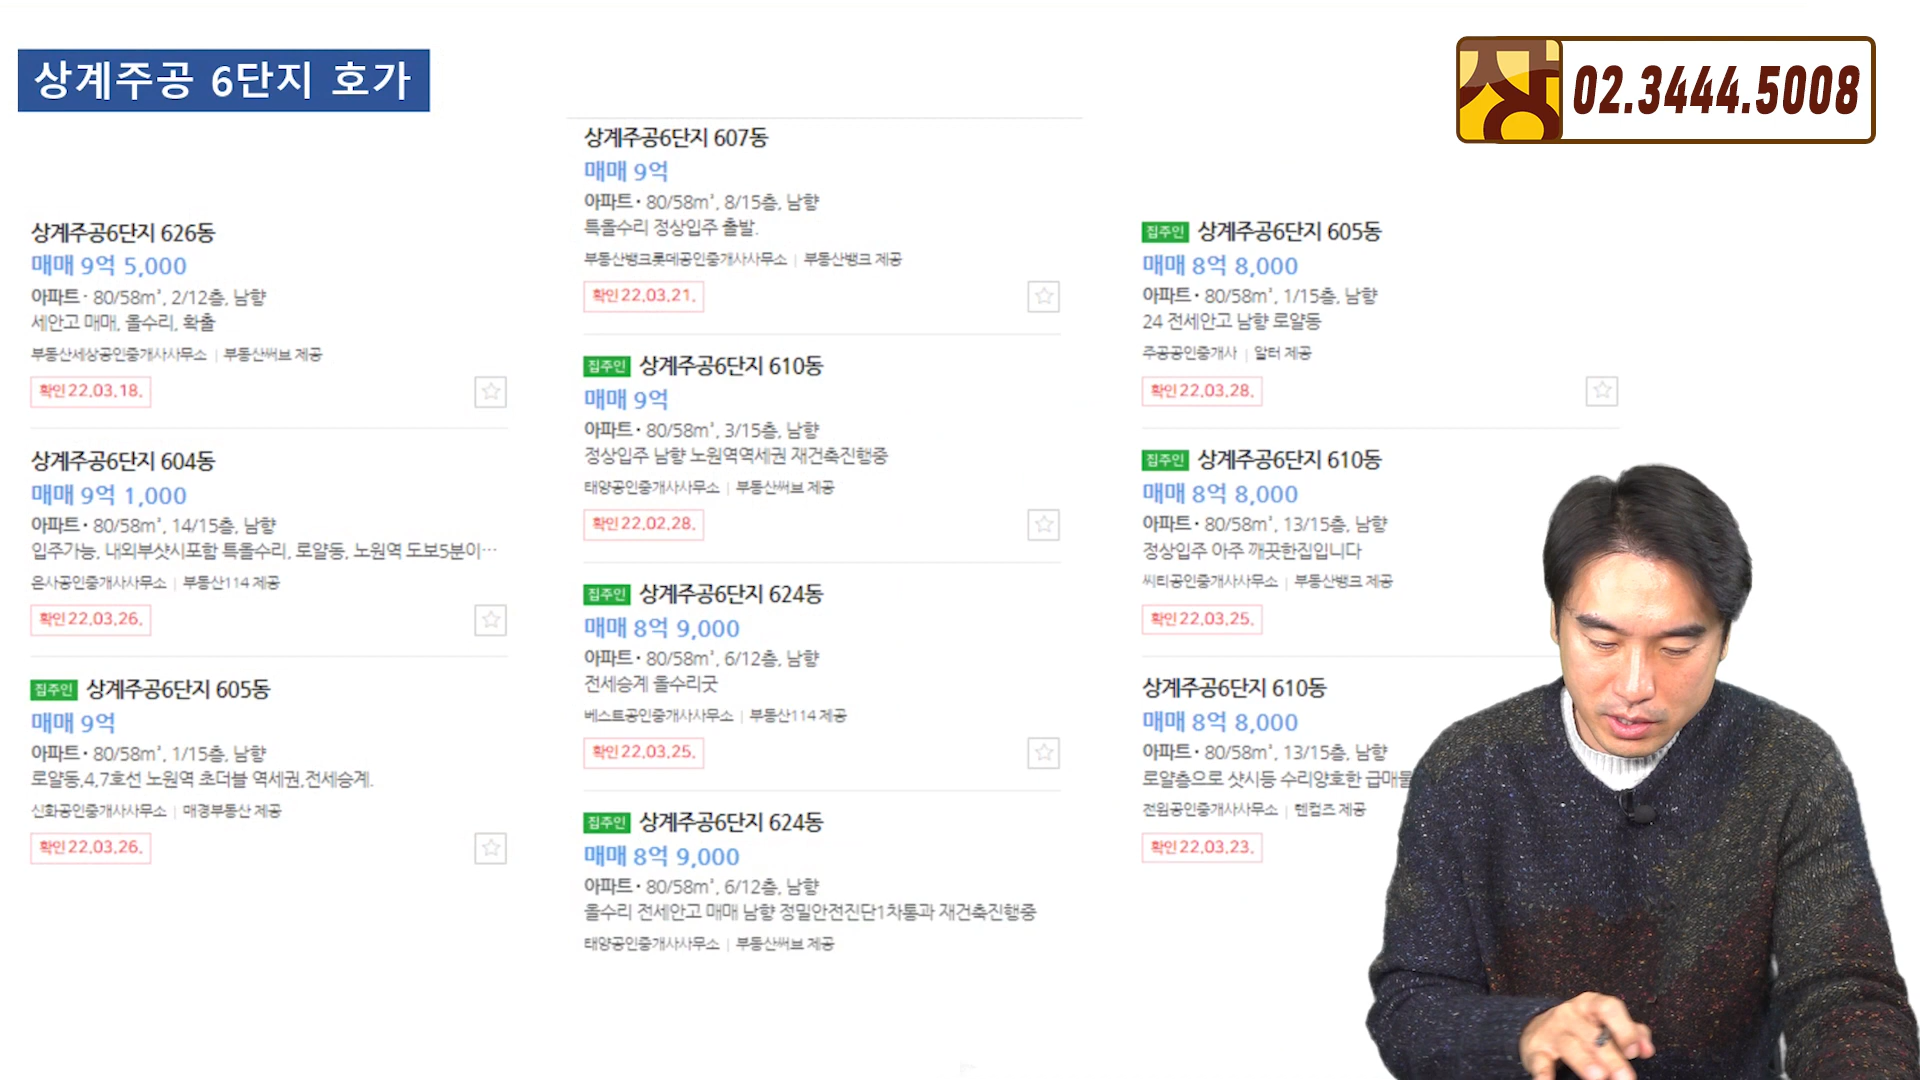 상계주공 6단지 호가
상 02.3444.5008
상계주공6단지 626동
매매 9억 5,000
아파트 · 80/58m², 2/12층, 남향
세안고 매매, 올수리, 확출
부동산세상공인중개사사무소 | 부동산써브 제공
확인 22.03.18.
상계주공6단지 604동
매매 9억 1,000
아파트 · 80/58m², 14/15층, 남향
입주가능, 내외부샷시포함 특올수리, 로얄동, 노원역 도보5분이…
온사공인중개사사무소 | 부동산114 제공
확인 22.03.26.
집주인 상계주공6단지 605동
매매 9억
아파트 · 80/58m², 1/15층, 남향
로얄동,4,7호선 노원역 초더블 역세권,전세승계.
신화공인중개사사무소 | 매경부동산 제공
확인 22.03.26.
상계주공6단지 607동
매매 9억
아파트 · 80/58m², 8/15층, 남향
특올수리 정상입주 출발.
부동산뱅크롯데공인중개사사무소 | 부동산뱅크 제공
확인 22.03.21.
집주인 상계주공6단지 610동
매매 9억
아파트 · 80/58m², 3/15층, 남향
정상입주 남향 노원역역세권 재건축진행중
태양공인중개사사무소 | 부동산써브 제공
확인 22.02.28.
집주인 상계주공6단지 624동
매매 8억 9,000
아파트 · 80/58m², 6/12층, 남향
전세승계 올수리굿
베스트공인중개사사무소 | 부동산114 제공
확인 22.03.25.
집주인 상계주공6단지 624동
매매 8억 9,000
아파트 · 80/58m², 6/12층, 남향
올수리 전세안고 매매 남향 정밀안전진단1차통과 재건축진행중
태양공인중개사사무소 | 부동산써브 제공
집주인 상계주공6단지 605동
매매 8억 8,000
아파트 · 80/58m², 1/15층, 남향
24 전세안고 남향 로얄동
주공공인중개사 | 알터 제공
확인 22.03.28.
집주인 상계주공6단지 610동
매매 8억 8,000
아파트 · 80/58m², 13/15층, 남향
정상입주 아주 깨끗한집입니다
씨티공인중개사사무소 | 부동산뱅크 제공
확인 22.03.25.
상계주공6단지 610동
매매 8억 8,000
아파트 · 80/58m², 13/15층, 남향
로얄층으로 샷시등 수리양호한 급매물
전원공인중개사사무소 | 텐컴즈 제공
확인 22.03.23.